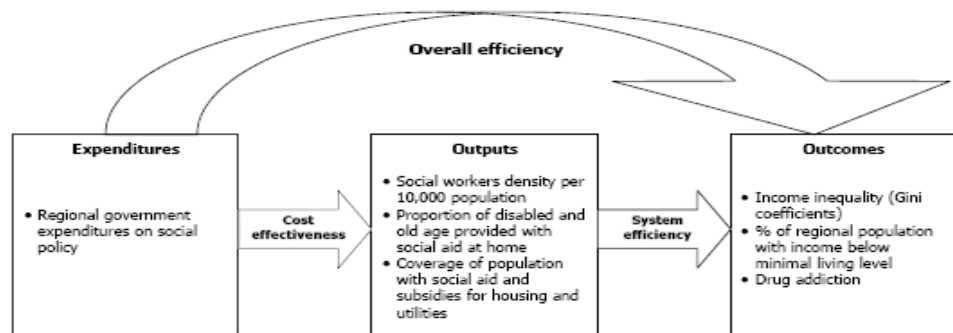 Overall efficiency
Expenditures
• Regional government
expenditures on social
policy
Cost
effectiveness
Outputs
• Social workers density per
10,000 population
• Proportion of disabled and
old age provided with
social aid at home
• Coverage of population
with social aid and
subsidies for housing and
utilities
System
efficiency
Outcomes
• Income inequality (Gini
coefficients)
• % of regional population
with income below
minimal living level
• Drug addiction